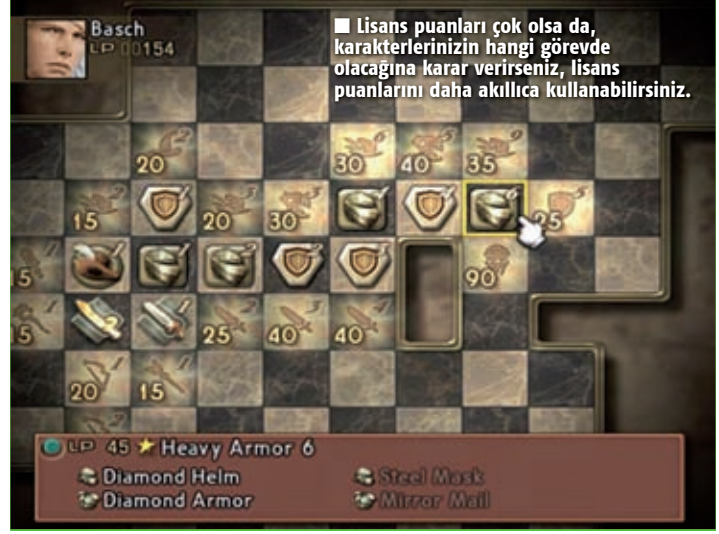 Basch
LP 00154
■ Lisans puanları çok olsa da,
karakterlerinizin hangi görevde
olacağına karar verirseniz, lisans
puanlarını daha akıllıca kullanabilirsiniz.
20 30 40 35
15 20 30 25
15 90
15 25 40 40
20 15
LP 45 ★ Heavy Armor 6
Diamond Helm Steel Mask
Diamond Armor Mirror Mail